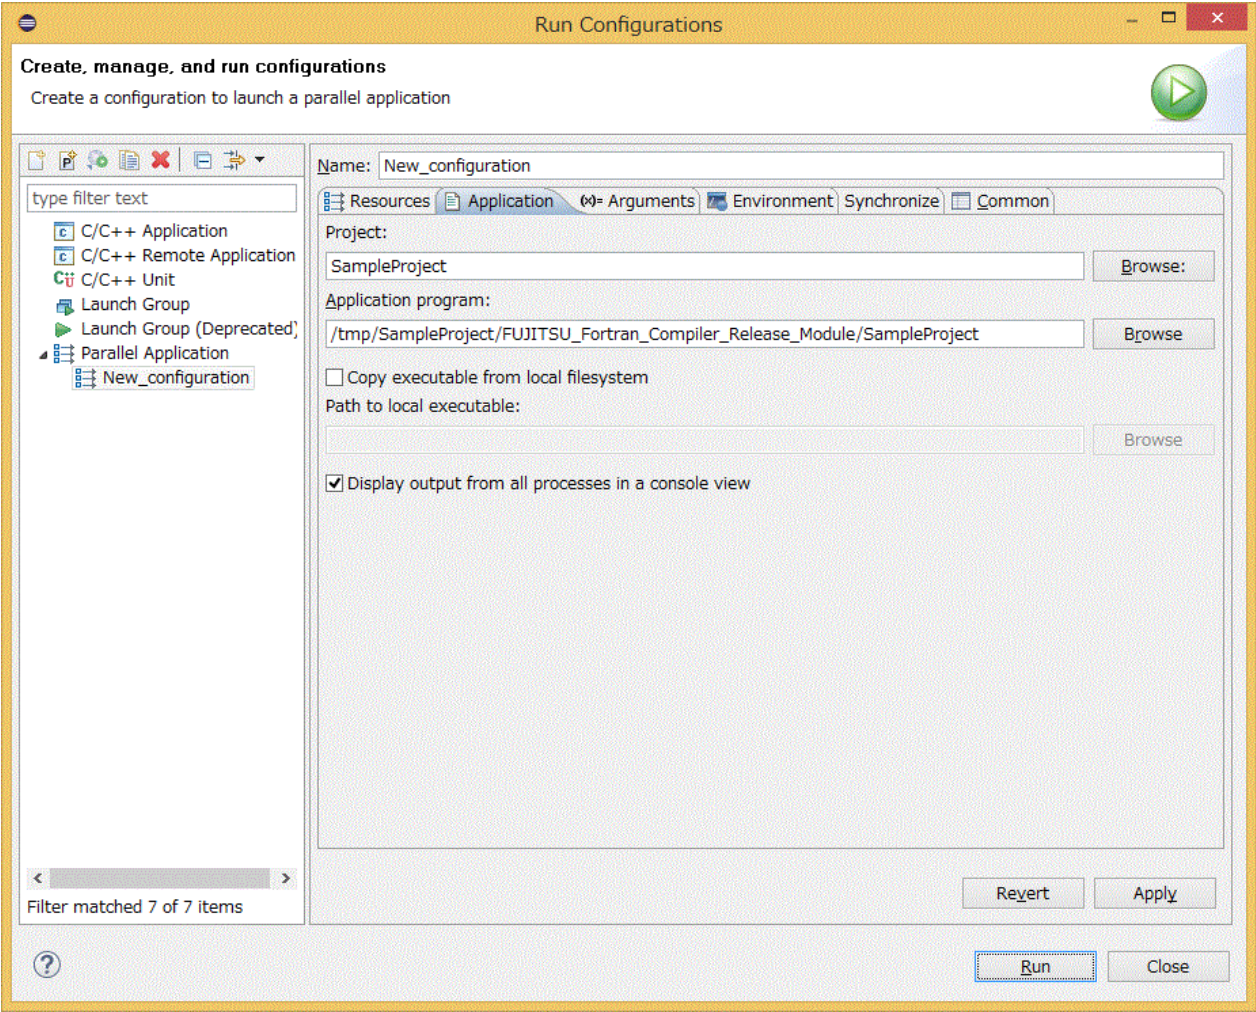 Run Configurations
Create, manage, and run configurations
Create a configuration to launch a parallel application
Name: New_configuration
type filter text
Resources Application (x)= Arguments Environment Synchronize Common
C/C++ Application
C/C++ Remote Application
C/C++ Unit
Launch Group
Launch Group (Deprecated)
Parallel Application
New_configuration
Filter matched 7 of 7 items
Project:
SampleProject Browse:
Application program:
/tmp/SampleProject/FUJITSU_Fortran_Compiler_Release_Module/SampleProject Browse
Copy executable from local filesystem
Path to local executable:
Browse
Display output from all processes in a console view
Revert Apply
Run Close